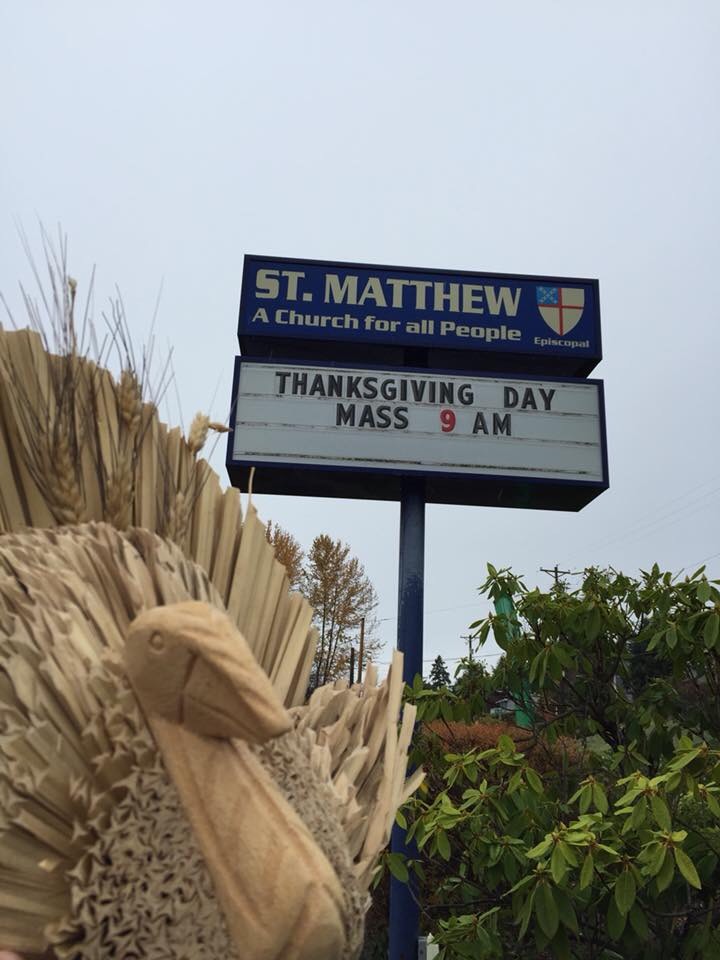 ST. MATTHEW
A Church for all People
Episcopal
THANKSGIVING DAY
MASS 9 AM